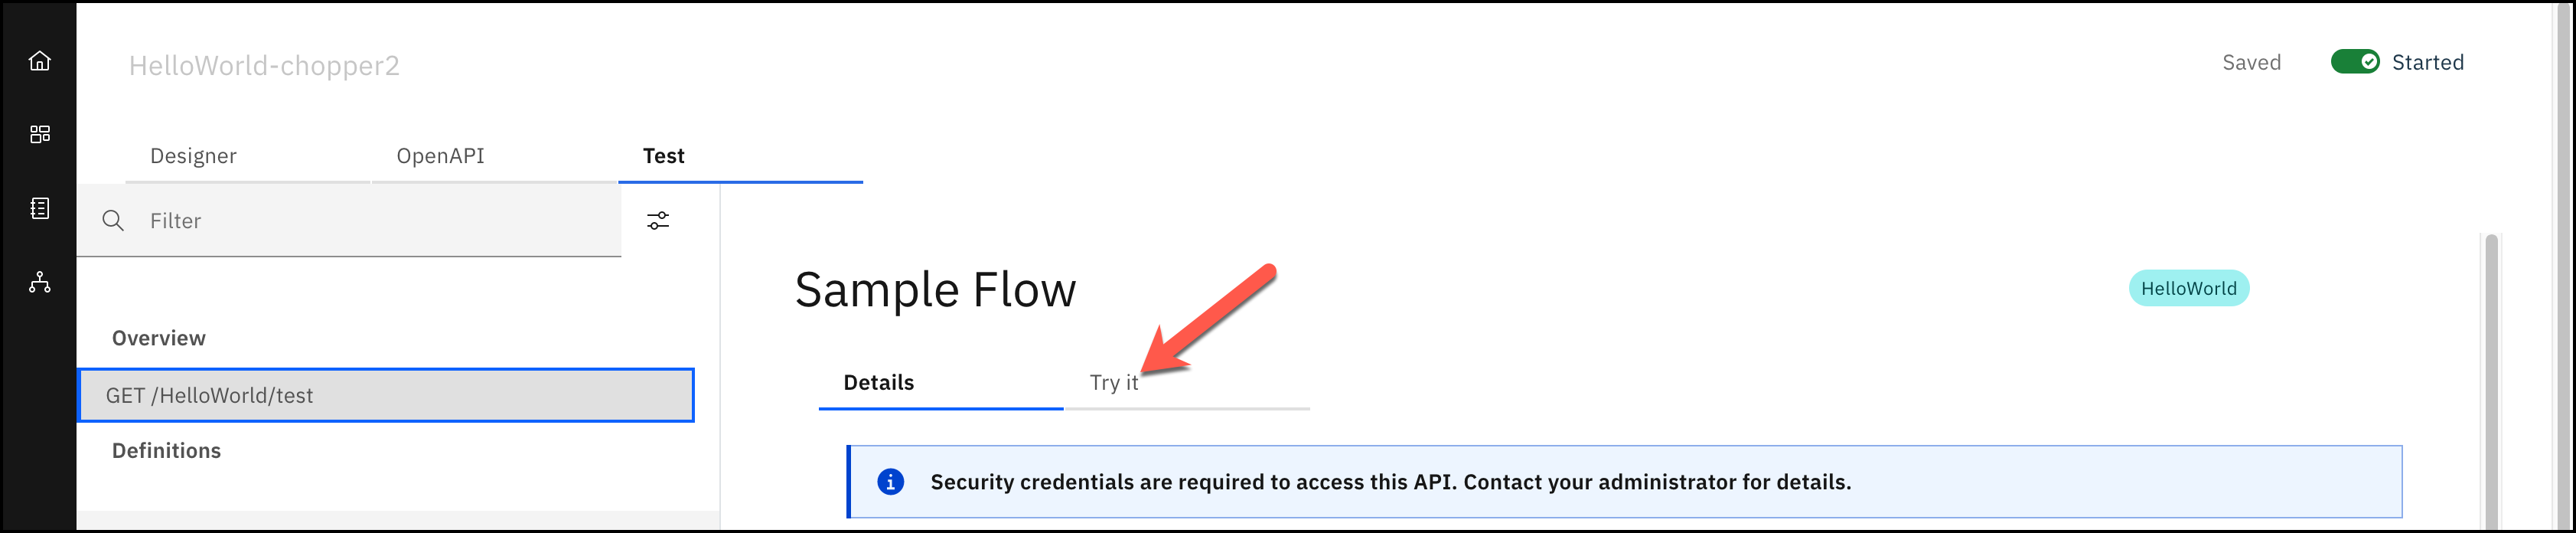 HelloWorld-chopper2
Saved
Started
Designer
OpenAPI
Test
Filter
Overview
GET /HelloWorld/test
Definitions
Sample Flow
HelloWorld
Details
Try it
Security credentials are required to access this API. Contact your administrator for details.